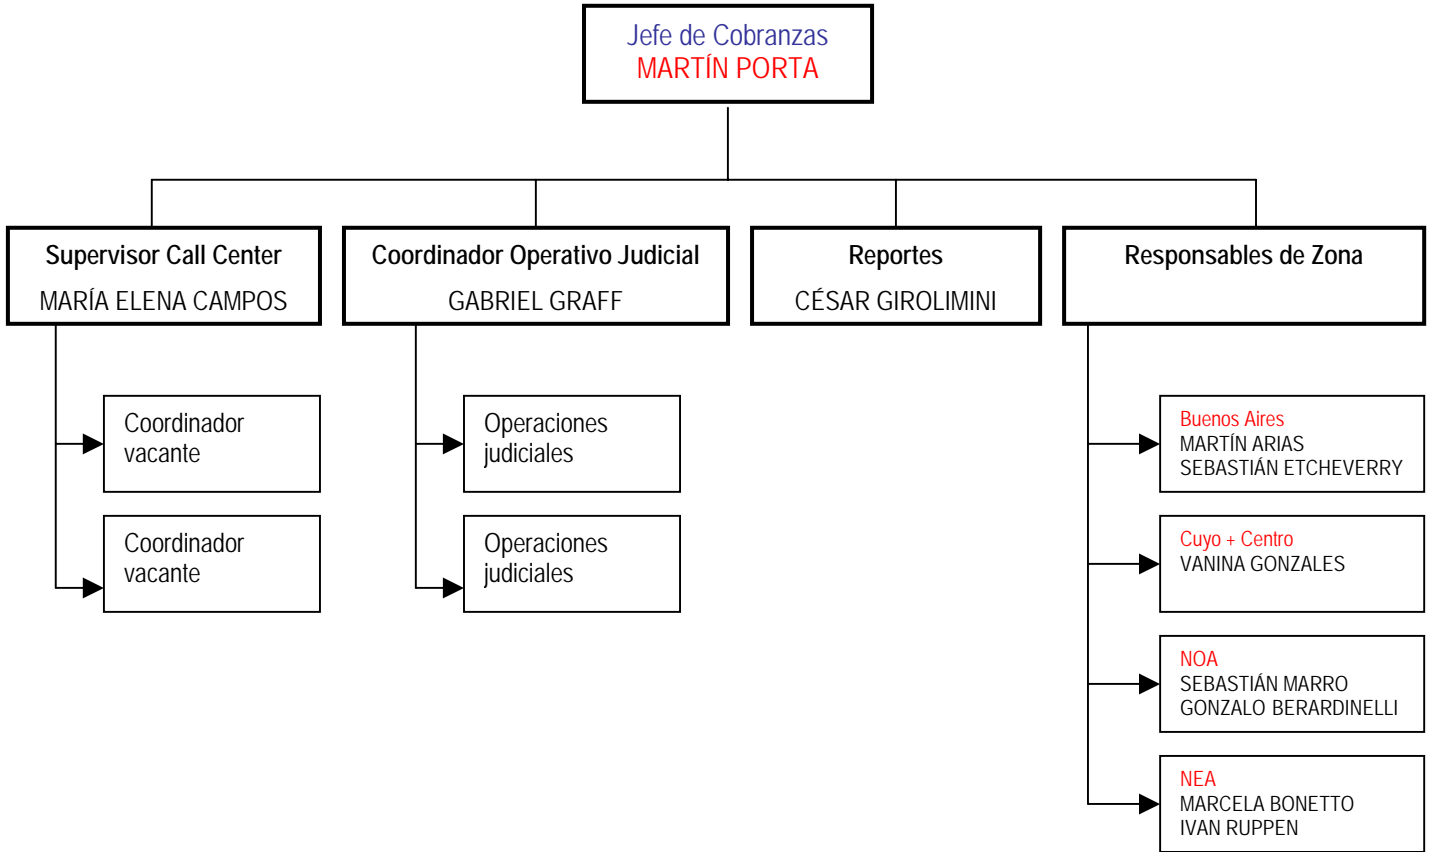 Jefe de Cobranzas
MARTÍN PORTA
Supervisor Call Center
MARÍA ELENA CAMPOS
Coordinador Operativo Judicial
GABRIEL GRAFF
Reportes
CÉSAR GIROLIMINI
Responsables de Zona
Coordinador
vacante
Coordinador
vacante
Operaciones
judiciales
Operaciones
judiciales
Buenos Aires
MARTÍN ARIAS
SEBASTIÁN ETCHEVERRY
Cuyo + Centro
VANINA GONZALES
NOA
SEBASTIÁN MARRO
GONZALO BERARDINELLI
NEA
MARCELA BONETTO
IVAN RUPPEN